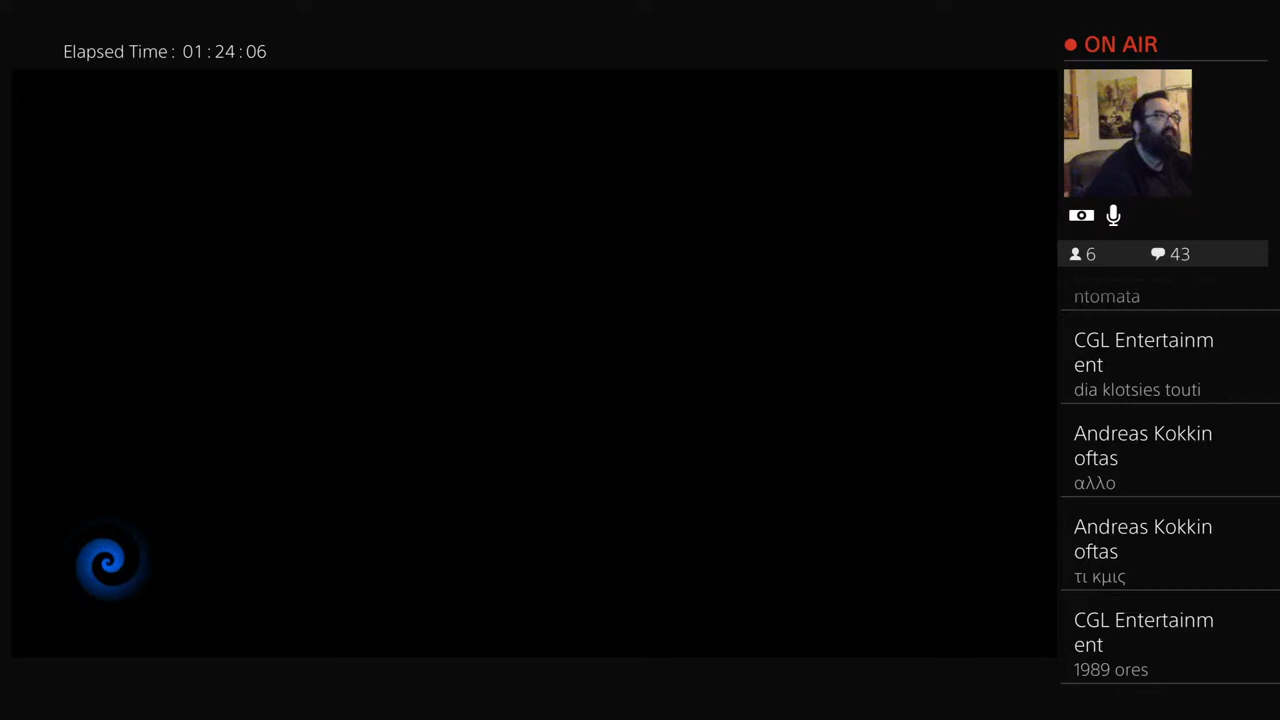 Elapsed Time: 01:24:06
ON AIR
6 43
ntomata
CGL Entertainm
ent
dia klotsies touti
Andreas Kokkin
oftas
αλλο
Andreas Kokkin
oftas
τι κμις
CGL Entertainm
ent
1989 ores